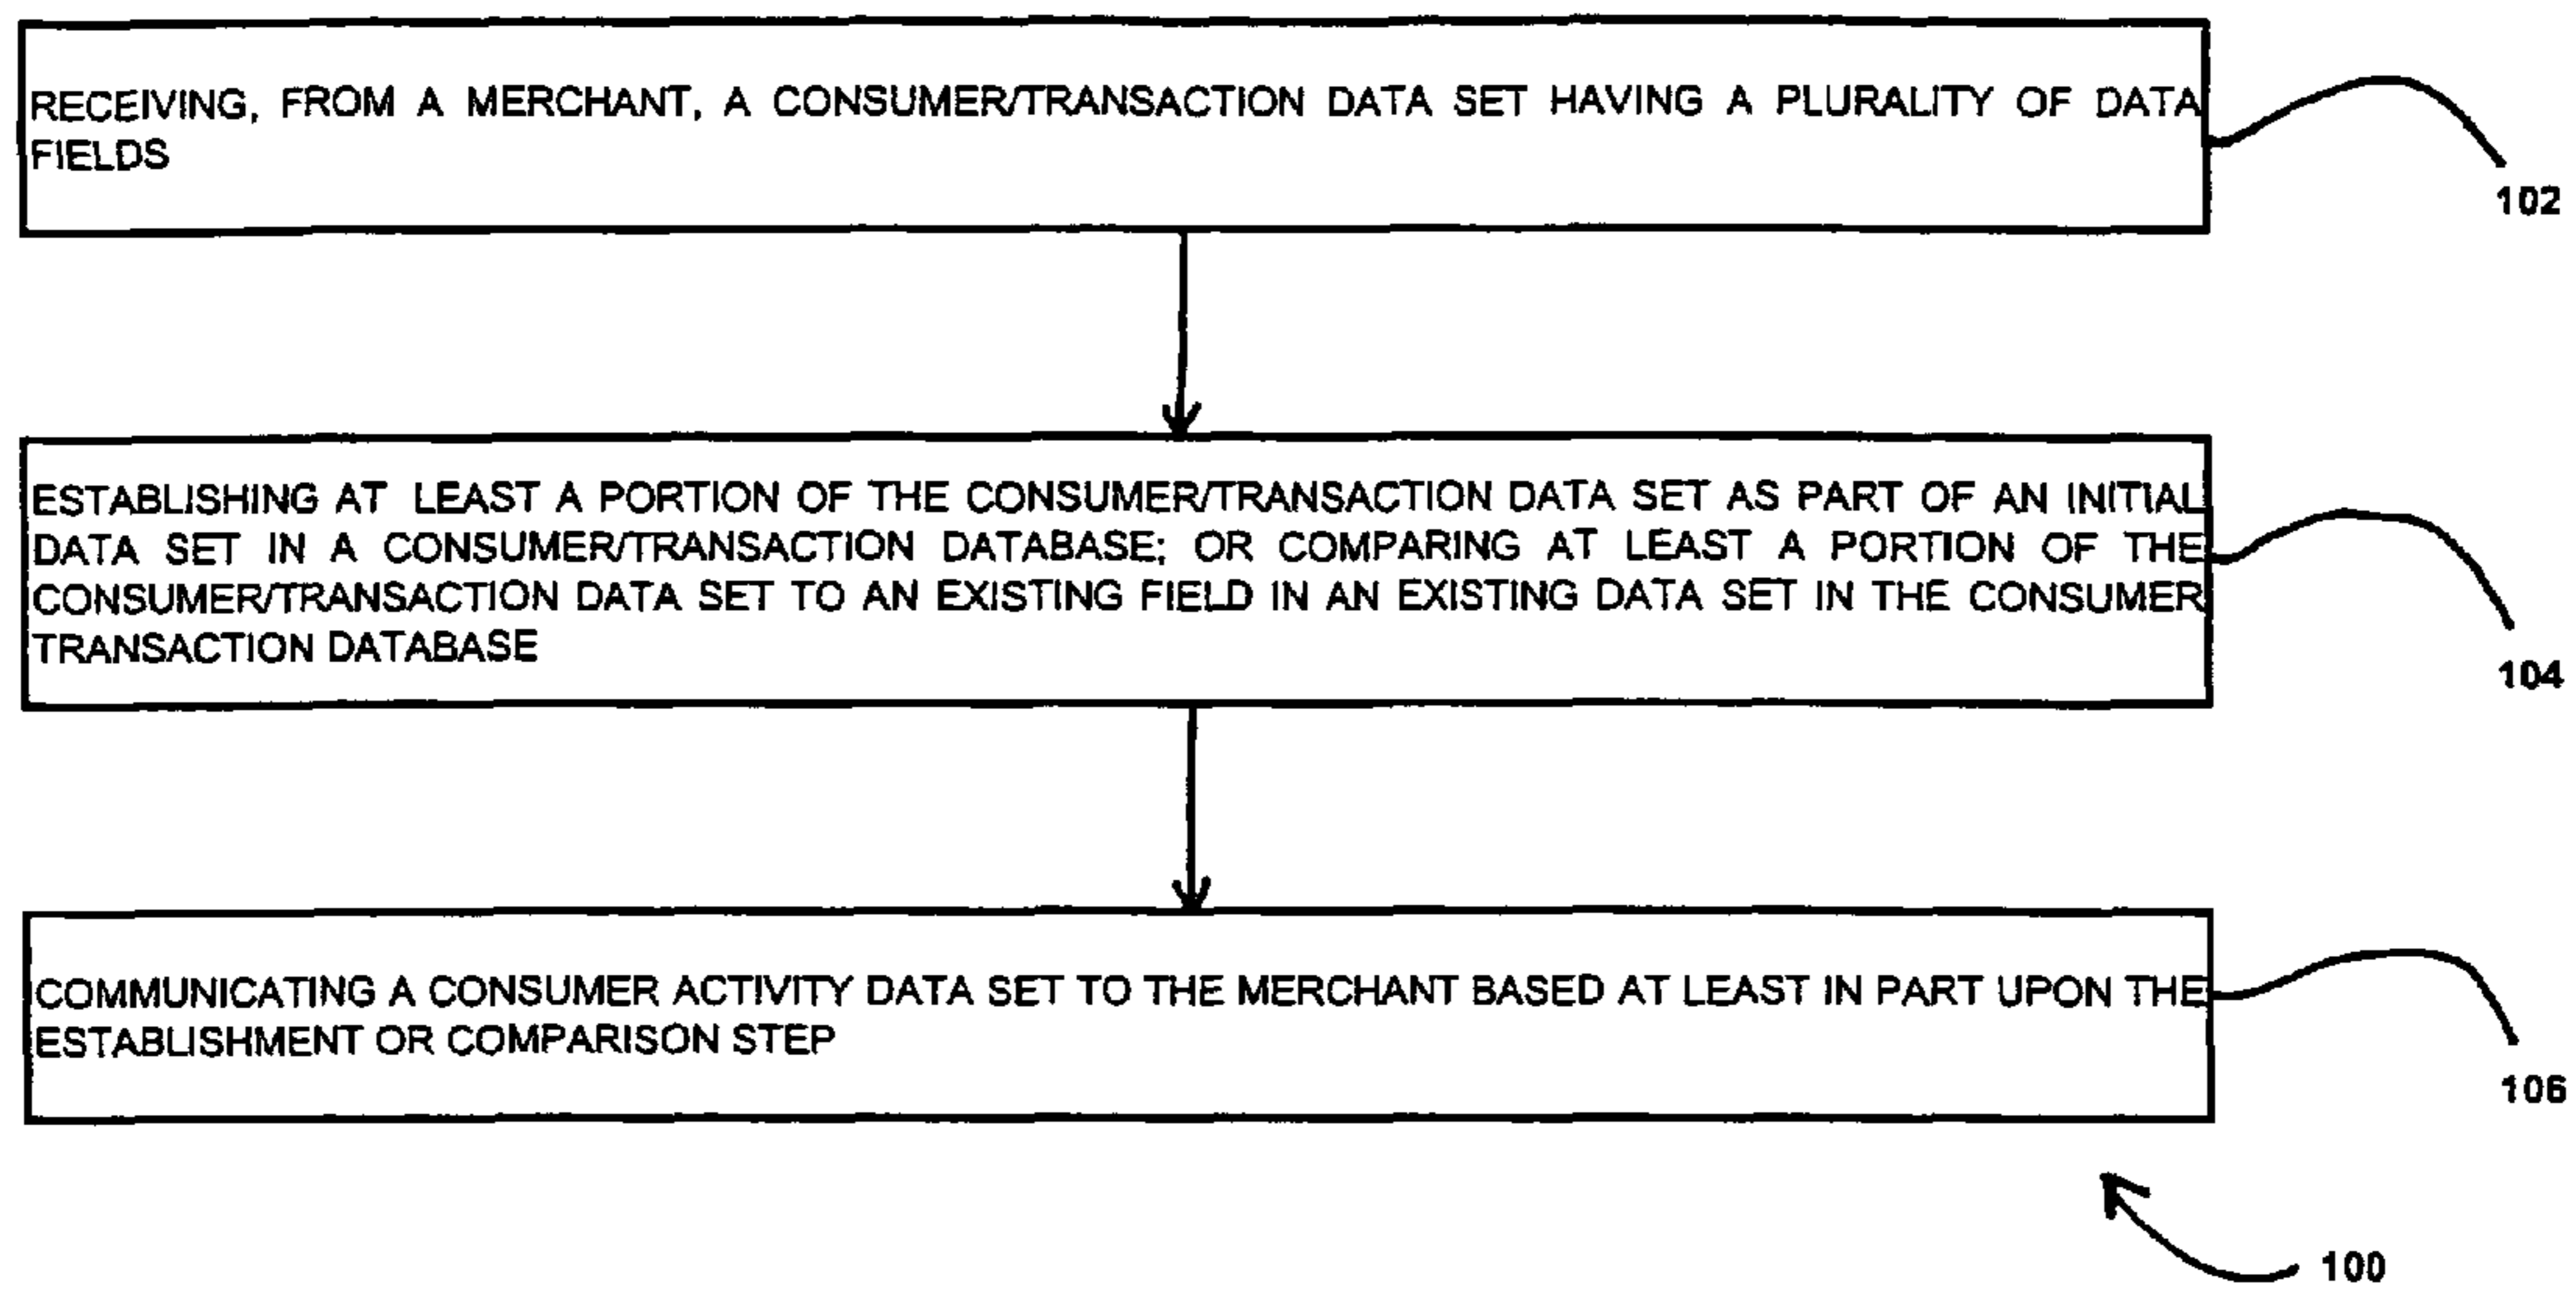 RECEIVING, FROM A MERCHANT, A CONSUMER/TRANSACTION DATA SET HAVING A PLURALITY OF DATA
FIELDS
102
ESTABLISHING AT LEAST A PORTION OF THE CONSUMER/TRANSACTION DATA SET AS PART OF AN INITIAL
DATA SET IN A CONSUMER/TRANSACTION DATABASE; OR COMPARING AT LEAST A PORTION OF THE
CONSUMER/TRANSACTION DATA SET TO AN EXISTING FIELD IN AN EXISTING DATA SET IN THE CONSUMER
TRANSACTION DATABASE
104
COMMUNICATING A CONSUMER ACTIVITY DATA SET TO THE MERCHANT BASED AT LEAST IN PART UPON THE
ESTABLISHMENT OR COMPARISON STEP
106
100